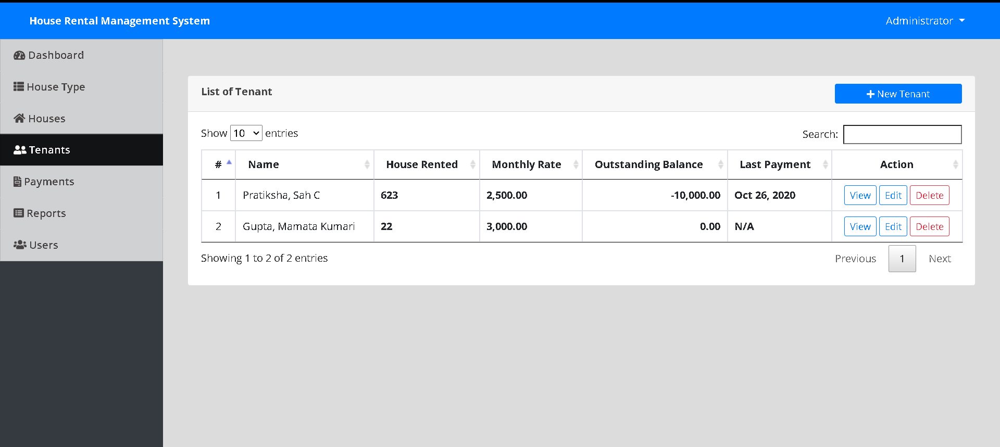 House Rental Management System
Administrator
Dashboard
House Type
Houses
Tenants
Payments
Reports
Users
List of Tenant
New Tenant
Show 10 entries
Search:
# Name House Rented Monthly Rate Outstanding Balance Last Payment Action
1 Pratiksha, Sah C 623 2,500.00 -10,000.00 Oct 26, 2020 View Edit Delete
2 Gupta, Mamata Kumari 22 3,000.00 0.00 N/A View Edit Delete
Showing 1 to 2 of 2 entries
Previous 1 Next